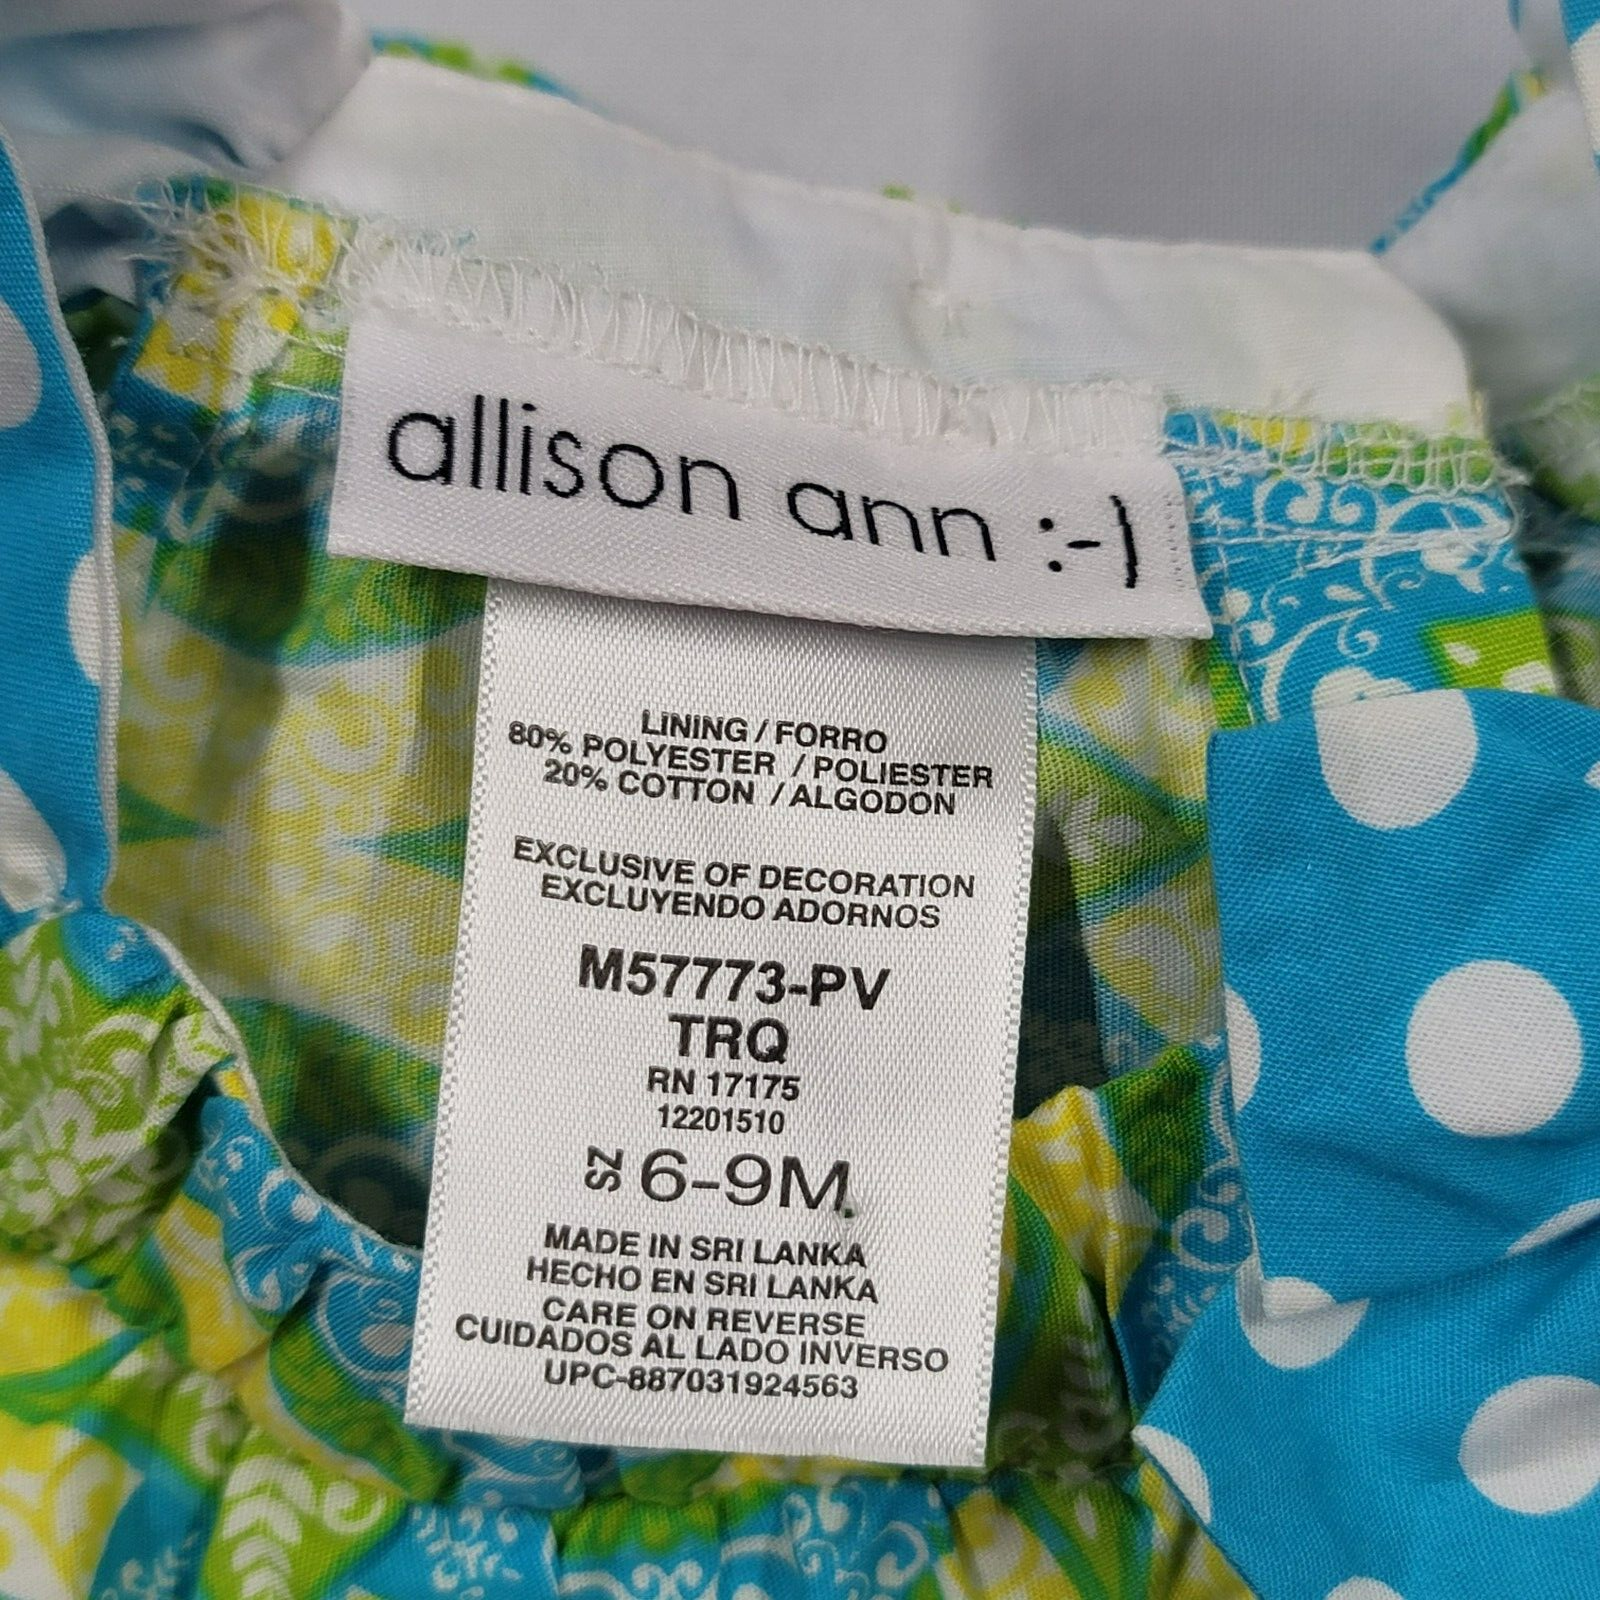 allison ann :-)
LINING / FORRO
80% POLYESTER / POLIESTER
20% COTTON / ALGODON
EXCLUSIVE OF DECORATION
EXCLUYENDO ADORNOS
M57773-PV
TRQ
RN 17175
12201510
SZ 6-9M
MADE IN SRI LANKA
HECHO EN SRI LANKA
CARE ON REVERSE
CUIDADOS AL LADO INVERSO
UPC-887031924563